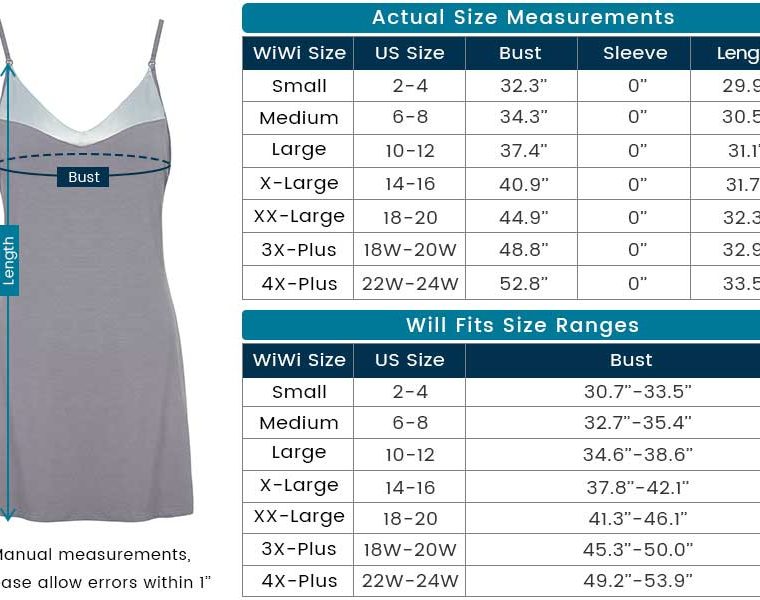 Actual Size Measurements
WiWi Size US Size Bust Sleeve Leng
Small 2-4 32.3" 0" 29.9
Medium 6-8 34.3" 0" 30.5
Large 10-12 37.4" 0" 31.1"
X-Large 14-16 40.9" 0" 31.7
XX-Large 18-20 44.9" 0" 32.3
3X-Plus 18W-20W 48.8" 0" 32.9
4X-Plus 22W-24W 52.8" 0" 33.5
Will Fits Size Ranges
WiWi Size US Size Bust
Small 2-4 30.7"-33.5"
Medium 6-8 32.7"-35.4"
Large 10-12 34.6"-38.6"
X-Large 14-16 37.8"-42.1"
XX-Large 18-20 41.3"-46.1"
3X-Plus 18W-20W 45.3"-50.0"
4X-Plus 22W-24W 49.2"-53.9"
Bust
Length
Manual measurements,
ase allow errors within 1"